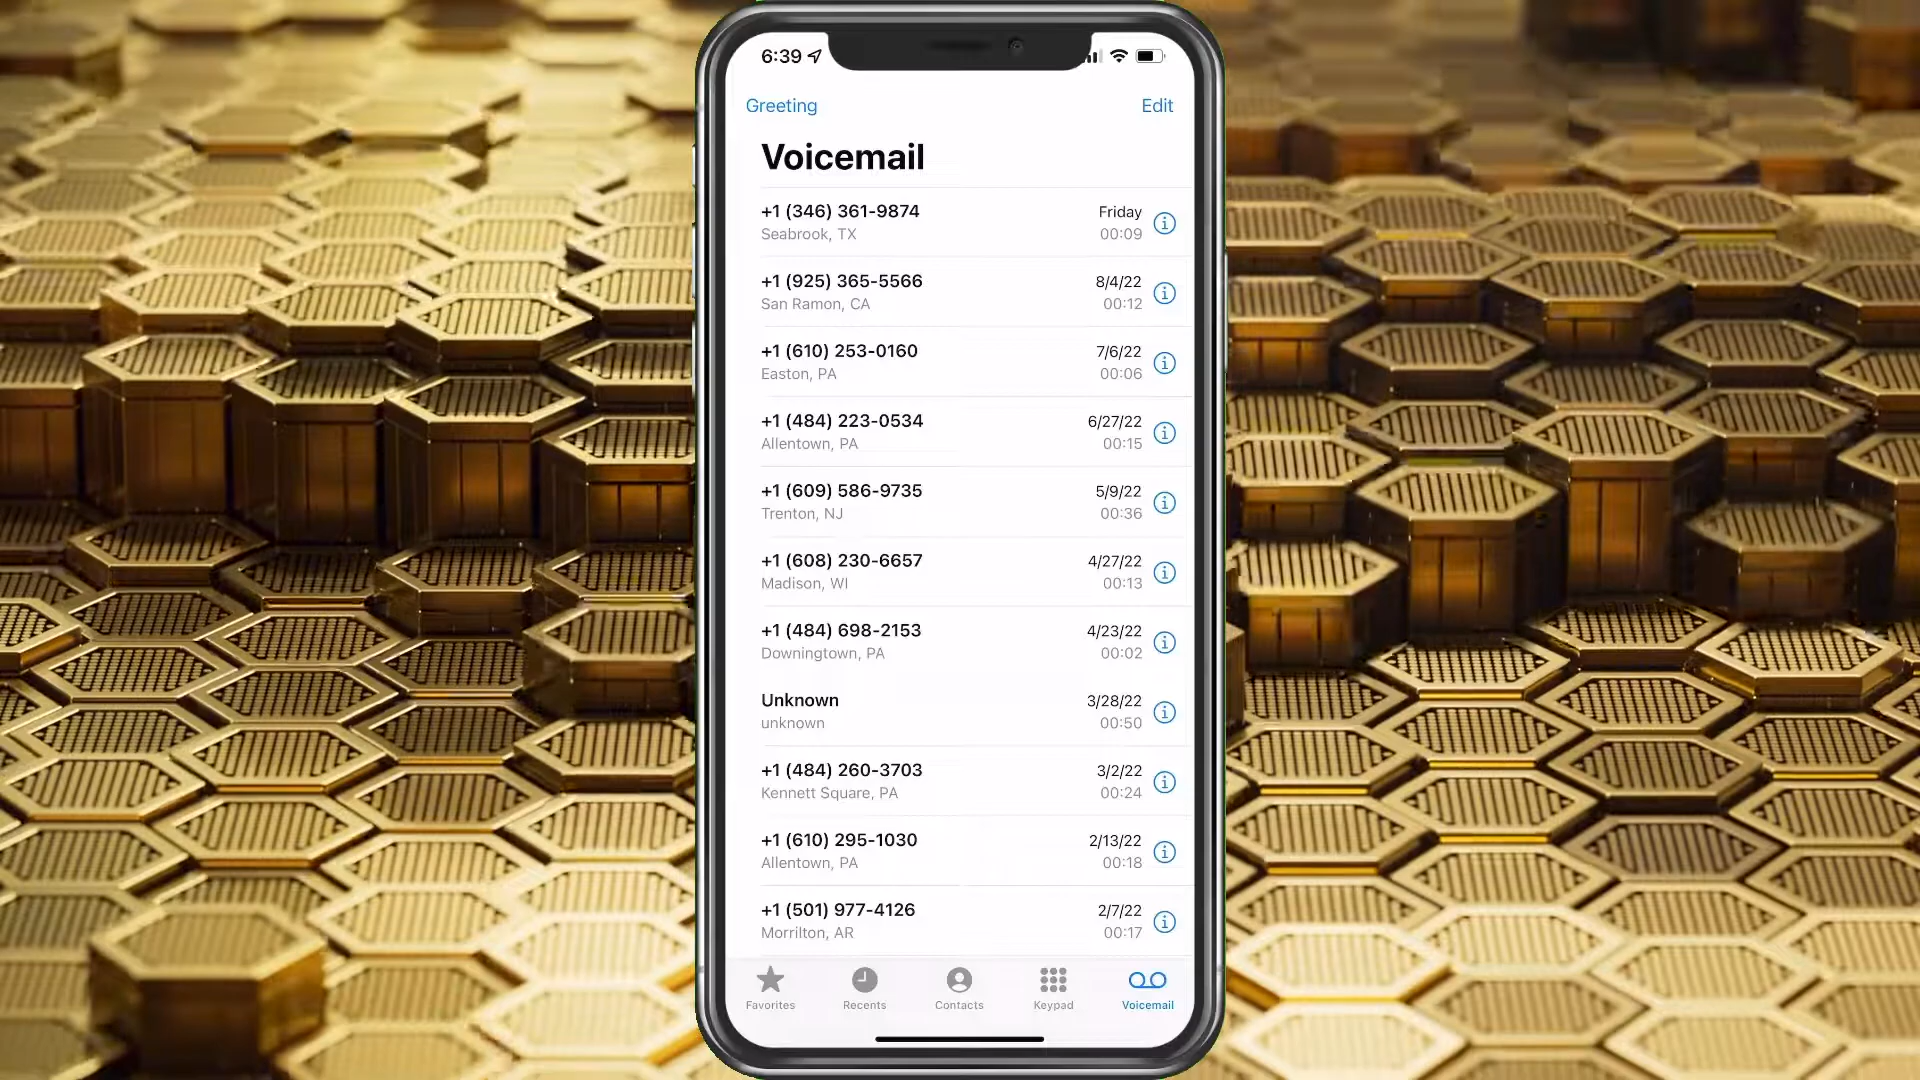 6:39
Greeting
Edit
Voicemail
+1 (346) 361-9874
Friday
Seabrook, TX
00:09
+1 (925) 365-5566
8/4/22
San Ramon, CA
00:12
+1 (610) 253-0160
7/6/22
Easton, PA
00:06
+1 (484) 223-0534
6/27/22
Allentown, PA
00:15
+1 (609) 586-9735
5/9/22
Trenton, NJ
00:36
+1 (608) 230-6657
4/27/22
Madison, WI
00:13
+1 (484) 698-2153
4/23/22
Downingtown, PA
00:02
Unknown
3/28/22
unknown
00:50
+1 (484) 260-3703
3/2/22
Kennett Square, PA
00:24
+1 (610) 295-1030
2/13/22
Allentown, PA
00:18
+1 (501) 977-4126
2/7/22
Morrilton, AR
00:17
Favorites
Recents
Contacts
Keypad
Voicemail